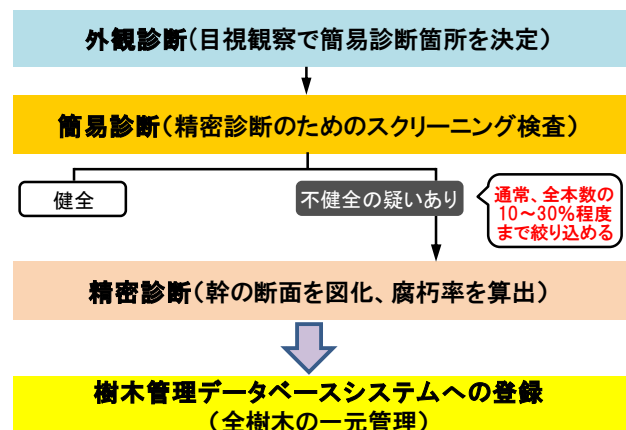 外観診断(目視観察で簡易診断箇所を決定)
簡易診断(精密診断のためのスクリーニング検査)
健全
不健全の疑いあり
通常、全本数の
10～30%程度
まで絞り込める
精密診断(幹の断面を図化、腐朽率を算出)
樹木管理データベースシステムへの登録
(全樹木の一元管理)